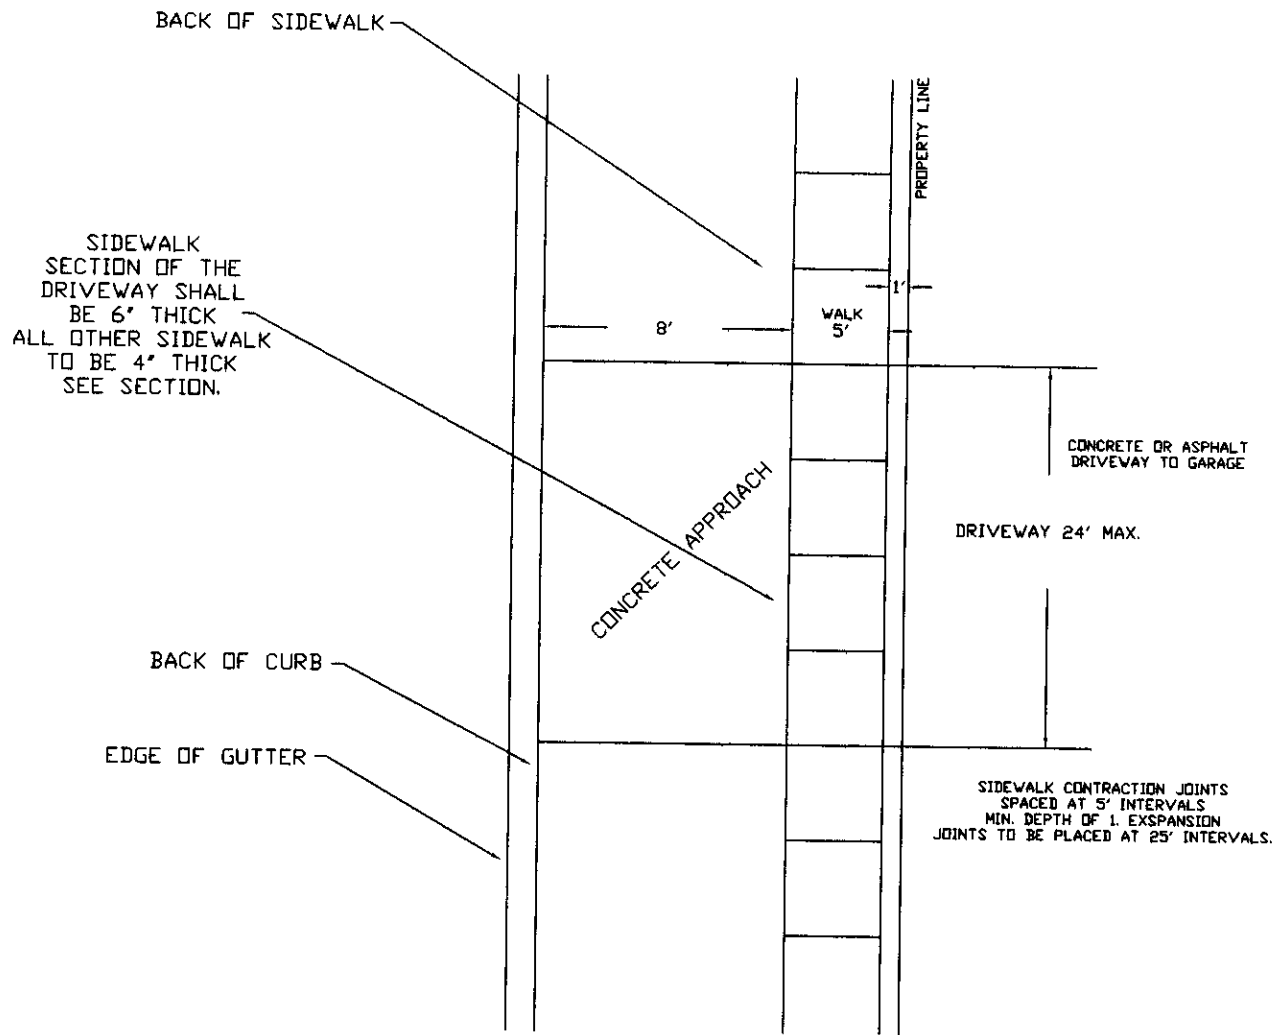 BACK OF SIDEWALK
PROPERTY LINE
SIDEWALK
SECTION OF THE
DRIVEWAY SHALL
BE 6" THICK
ALL OTHER SIDEWALK
TO BE 4" THICK
SEE SECTION.
1'
8'
WALK
5'
CONCRETE OR ASPHALT
DRIVEWAY TO GARAGE
CONCRETE APPROACH
DRIVEWAY 24' MAX.
BACK OF CURB
EDGE OF GUTTER
SIDEWALK CONTRACTION JOINTS
SPACED AT 5' INTERVALS
MIN. DEPTH OF 1. EXSPANSION
JOINTS TO BE PLACED AT 25' INTERVALS.